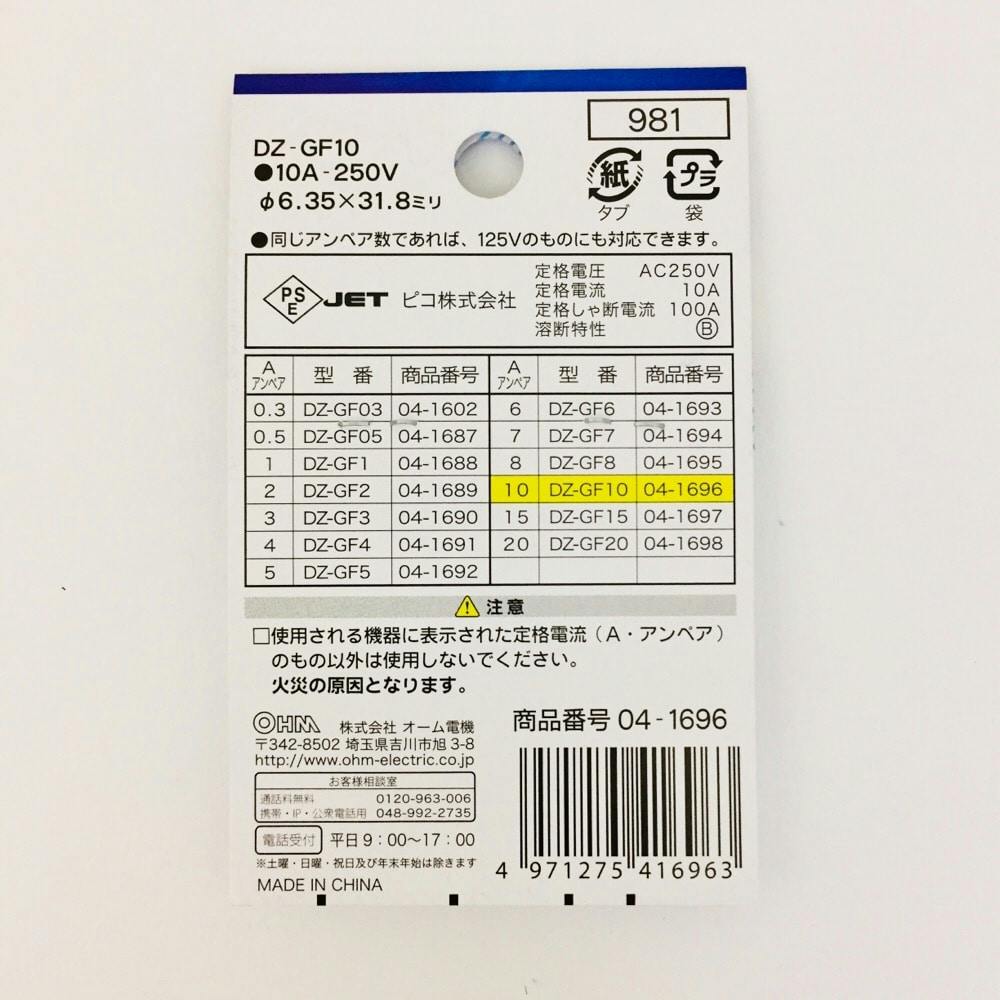 981
DZ-GF10
●10A-250V
φ6.35×31.8ミリ
紙
タブ
プラ
袋
●同じアンペア数であれば、125Vのものにも対応できます。
PSE JET ピコ株式会社
定格電圧 AC250V
定格電流 10A
定格しゃ断電流 100A
溶断特性 Ⓑ
A アンペア 型番 商品番号 A アンペア 型番 商品番号
0.3 DZ-GF03 04-1602 6 DZ-GF6 04-1693
0.5 DZ-GF05 04-1687 7 DZ-GF7 04-1694
1 DZ-GF1 04-1688 8 DZ-GF8 04-1695
2 DZ-GF2 04-1689 10 DZ-GF10 04-1696
3 DZ-GF3 04-1690 15 DZ-GF15 04-1697
4 DZ-GF4 04-1691 20 DZ-GF20 04-1698
5 DZ-GF5 04-1692
注意
□使用される機器に表示された定格電流(A・アンペア)
のもの以外は使用しないでください。
火災の原因となります。
OHM 株式会社 オーム電機
〒342-8502 埼玉県吉川市旭 3-8
http://www.ohm-electric.co.jp
お客様相談室
通話料無料 0120-963-006
携帯・IP・公衆電話用 048-992-2735
電話受付 平日9:00〜17:00
※土曜・日曜・祝日及び年末年始は除きます
MADE IN CHINA
商品番号 04-1696
4 971275 416963